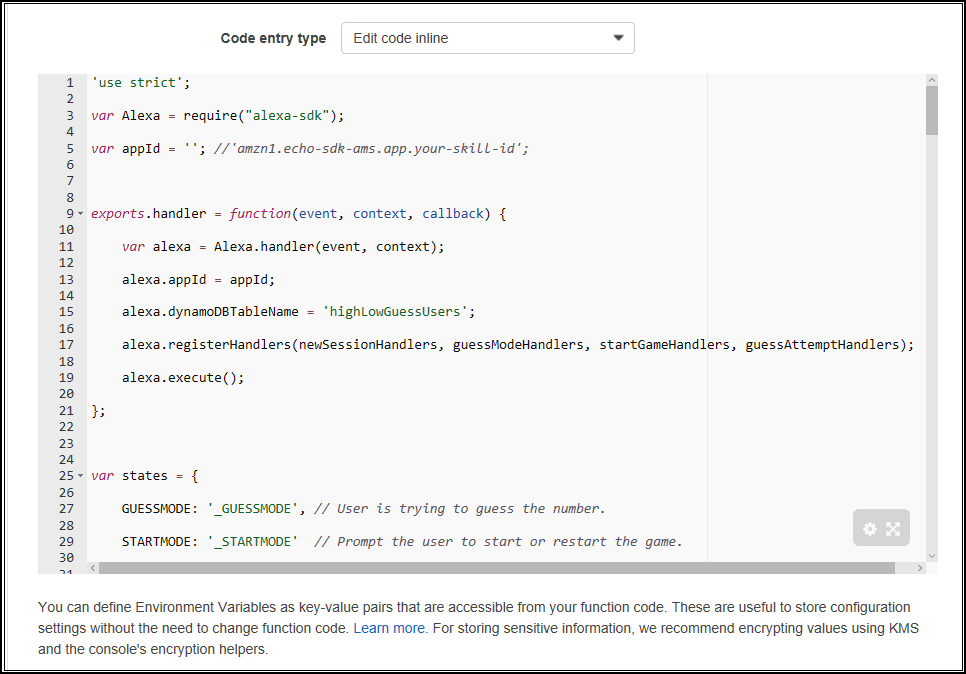 Code entry type Edit code inline
1 'use strict';
2
3 var Alexa = require("alexa-sdk");
4
5 var appId = ''; //'amzn1.echo-sdk-ams.app.your-skill-id';
6
7
8
9 exports.handler = function(event, context, callback) {
10
11     var alexa = Alexa.handler(event, context);
12
13     alexa.appId = appId;
14
15     alexa.dynamoDBTableName = 'highLowGuessUsers';
16
17     alexa.registerHandlers(newSessionHandlers, guessModeHandlers, startGameHandlers, guessAttemptHandlers);
18
19     alexa.execute();
20
21 };
22
23
24
25 var states = {
26
27     GUESSMODE: '_GUESSMODE', // User is trying to guess the number.
28
29     STARTMODE: '_STARTMODE'  // Prompt the user to start or restart the game.
30
31
You can define Environment Variables as key-value pairs that are accessible from your function code. These are useful to store configuration
settings without the need to change function code. Learn more. For storing sensitive information, we recommend encrypting values using KMS
and the console's encryption helpers.